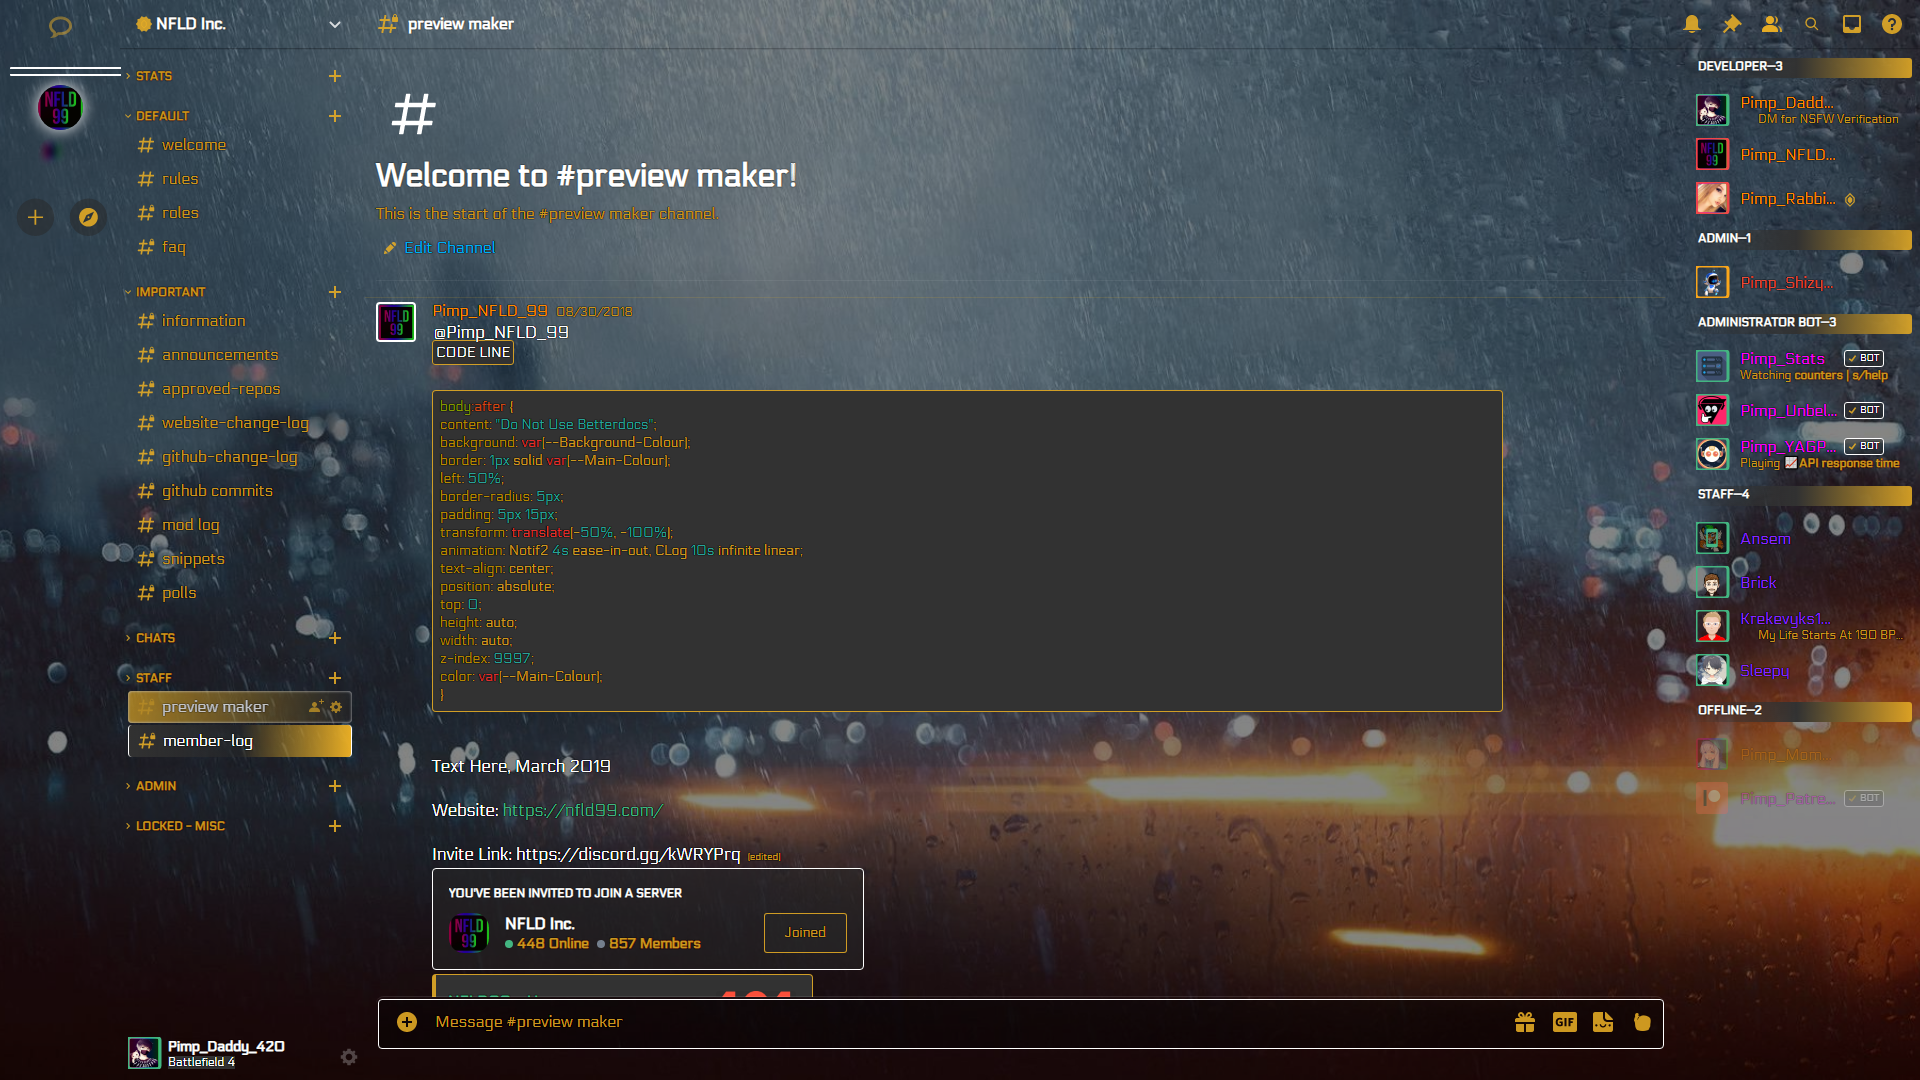 NFLD Inc.
preview maker
NFLD
99
STATS
DEFAULT
welcome
rules
roles
faq
IMPORTANT
information
announcements
approved-repos
website-change-log
github-change-log
github commits
mod log
snippets
polls
CHATS
STAFF
preview maker
member-log
ADMIN
LOCKED - MISC
Pimp_Daddy_420
Battlefield 4
#
Welcome to #preview maker!
This is the start of the #preview maker channel.
Edit Channel
NFLD
99
Pimp_NFLD_99 08/30/2018
@Pimp_NFLD_99
CODE LINE
body:after {
content: "Do Not Use Betterdocs";
background: var(--Background-Colour);
border: 1px solid var(--Main-Colour);
left: 50%;
border-radius: 5px;
padding: 5px 15px;
transform: translate(-50%, -100%);
animation: Notif2 4s ease-in-out, CLog 10s infinite linear;
text-align: center;
position: absolute;
top: 0;
height: auto;
width: auto;
z-index: 9997;
color: var(--Main-Colour);
}
Text Here, March 2019
Website: https://nfld99.com/
Invite Link: https://discord.gg/kWRYPrq (edited)
YOU'VE BEEN INVITED TO JOIN A SERVER
NFLD
99
NFLD Inc.
448 Online 857 Members
Joined
Message #preview maker
GIF
DEVELOPER—3
Pimp_Dadd...
DM for NSFW Verification
NFLD
99
Pimp_NFLD...
Pimp_Rabbi...
ADMIN—1
Pimp_Shizy...
ADMINISTRATOR BOT—3
Pimp_Stats BOT
Watching counters | s/help
Pimp_Unbel... BOT
Pimp_YAGP... BOT
Playing 📈 API response time
STAFF—4
Ansem
Brick
Krekevyks1...
My Life Starts At 190 BP...
Sleepy
OFFLINE—2
Pimp_Mom...
Pimp_Patre... BOT